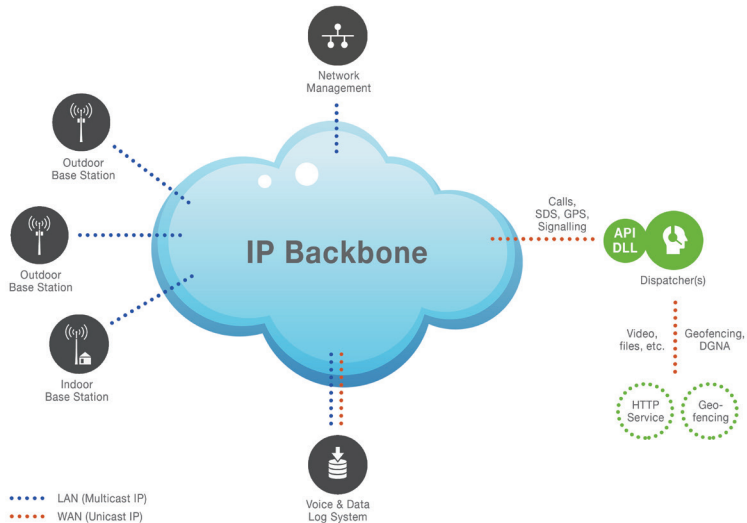 Network
Management
Outdoor
Base Station
Outdoor
Base Station
Indoor
Base Station
IP Backbone
Calls,
SDS, GPS,
Signalling
API
DLL
Dispatcher(s)
Video,
files, etc.
Geofencing,
DGNA
HTTP
Service
Geo-
fencing
Voice & Data
Log System
LAN (Multicast IP)
WAN (Unicast IP)